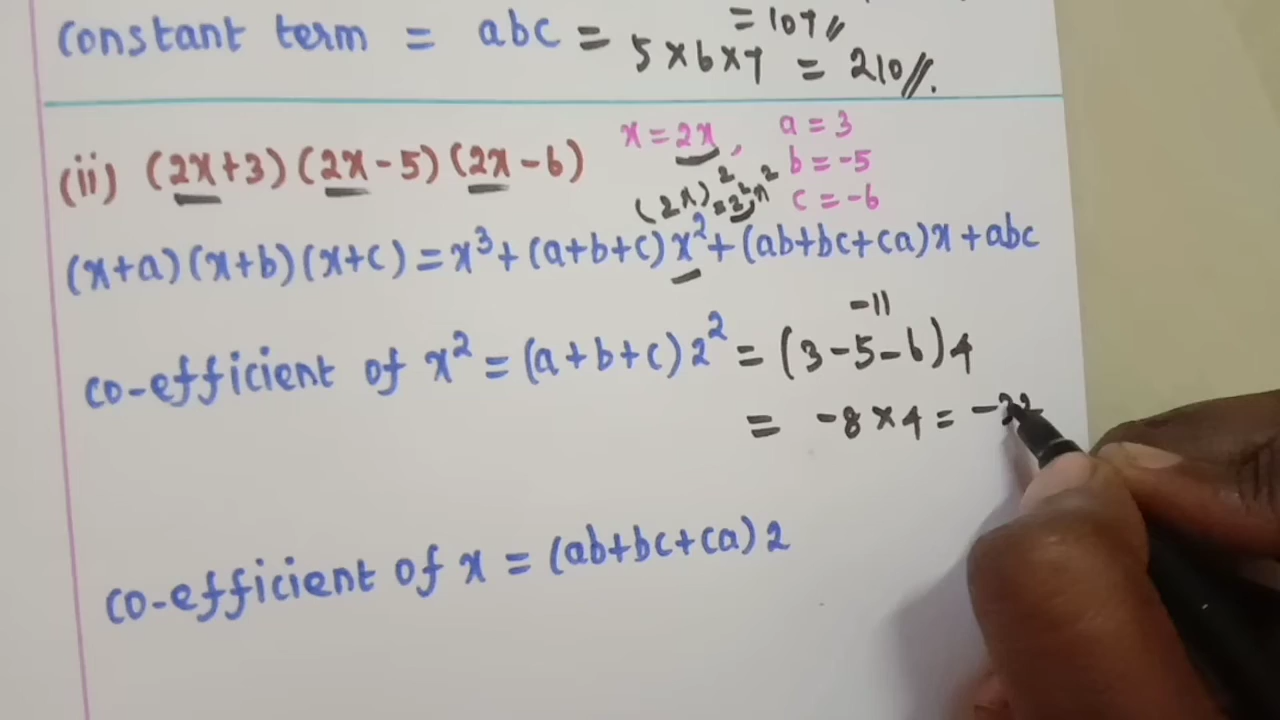 = 107//
constant term = abc = 5 × 6 × 7 = 210//.
(ii) (2x+3) (2x-5) (2x-6) x = 2x, a = 3
b = -5
(2x)² = 2²x² c = -6
(x+a) (x+b) (x+c) = x³ + (a+b+c) x² + (ab+bc+ca) x + abc
-11
co-efficient of x² = (a+b+c) 2² = (3-5-6) 4
= -8 × 4 = -32
co-efficient of x = (ab+bc+ca) 2